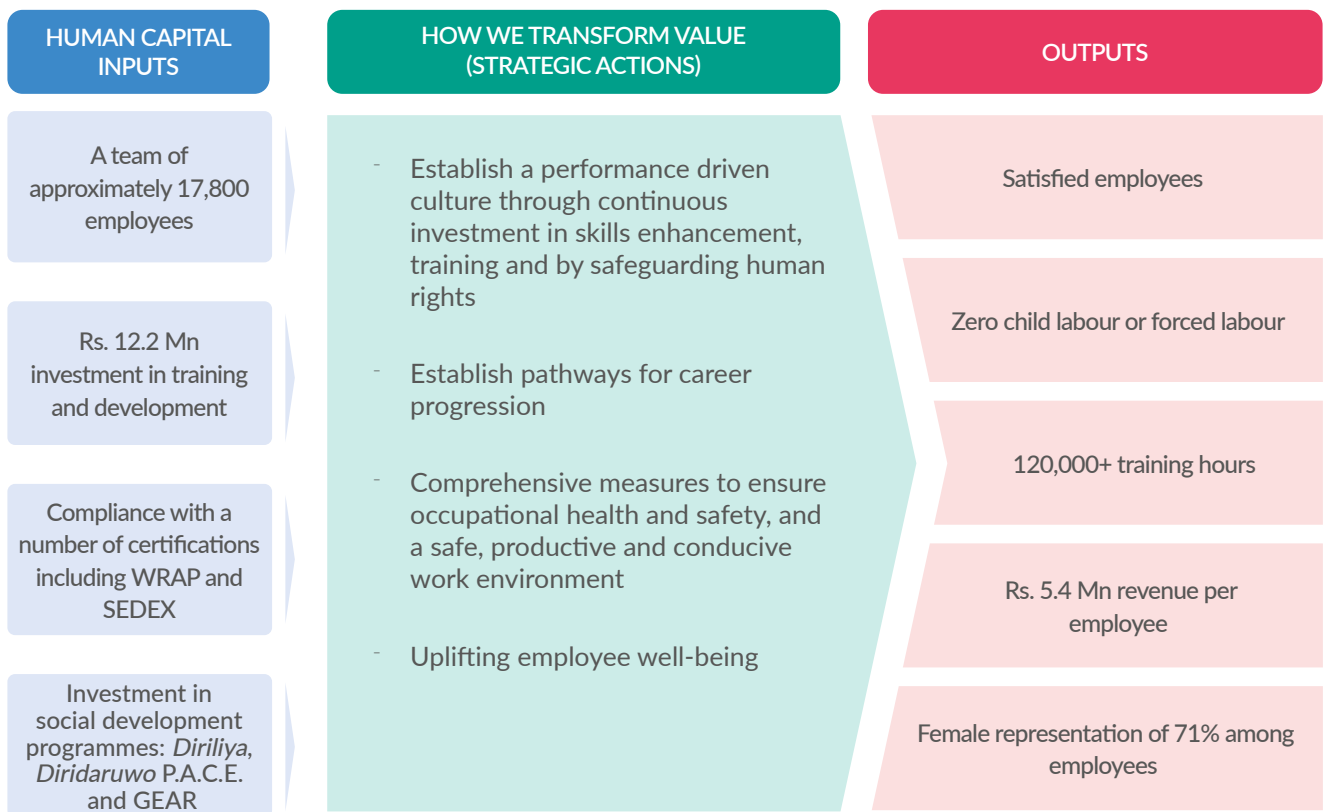 HUMAN CAPITAL
INPUTS
A team of
approximately 17,800
employees
Rs. 12.2 Mn
investment in training
and development
Compliance with a
number of certifications
including WRAP and
SEDEX
Investment in
social development
programmes: Diriliya,
Diridaruwo P.A.C.E.
and GEAR
HOW WE TRANSFORM VALUE
(STRATEGIC ACTIONS)
- Establish a performance driven
culture through continuous
investment in skills enhancement,
training and by safeguarding human
rights
- Establish pathways for career
progression
- Comprehensive measures to ensure
occupational health and safety, and
a safe, productive and conducive
work environment
- Uplifting employee well-being
OUTPUTS
Satisfied employees
Zero child labour or forced labour
120,000+ training hours
Rs. 5.4 Mn revenue per
employee
Female representation of 71% among
employees